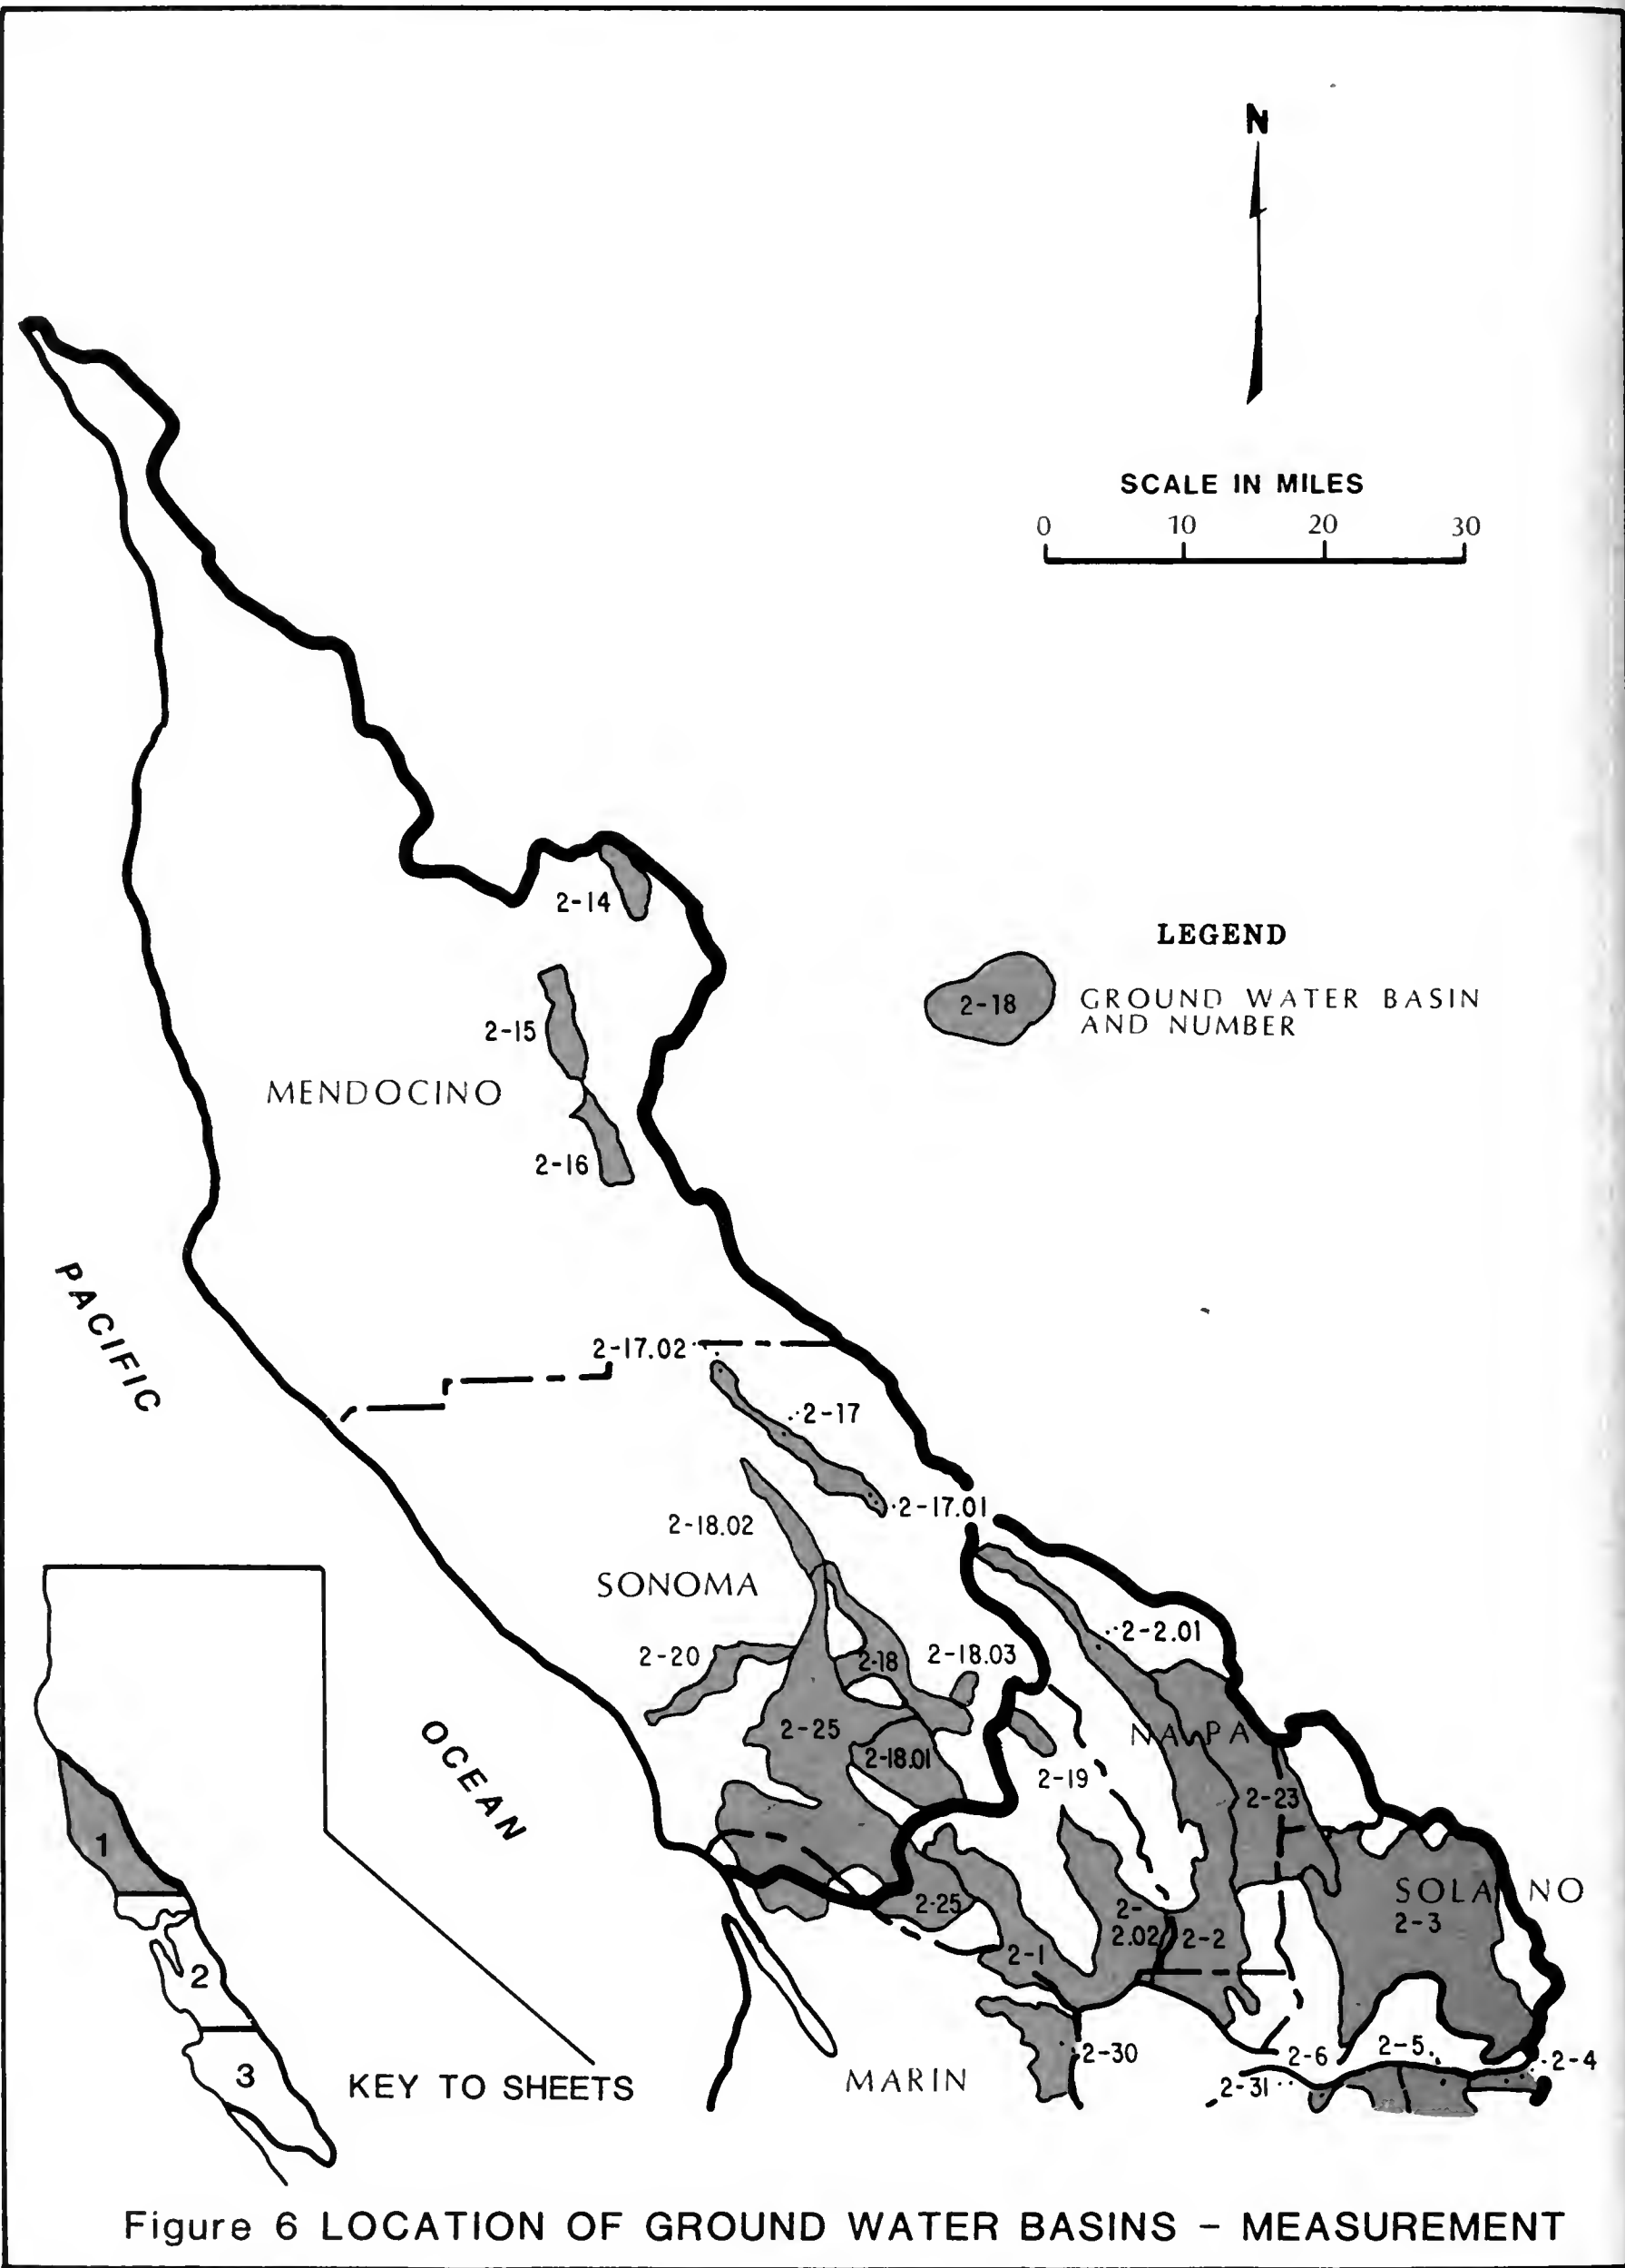 N
SCALE IN MILES
0 10 20 30
2-14
LEGEND
2-18
GROUND WATER BASIN
AND NUMBER
2-15
MENDOCINO
2-16
PACIFIC
2-17.02
2-17
2-17.01
2-18.02
SONOMA
2-2.01
2-20
2-18
2-18.03
2-25
NAPA
2-18.01
OCEAN
2-19
2-23
1
SOLANO
2-25
2-
2.02
2-3
2-2
2-1
2
2-30
2-6
2-5
2-4
3
KEY TO SHEETS
MARIN
2-31
Figure 6 LOCATION OF GROUND WATER BASINS – MEASUREMENT